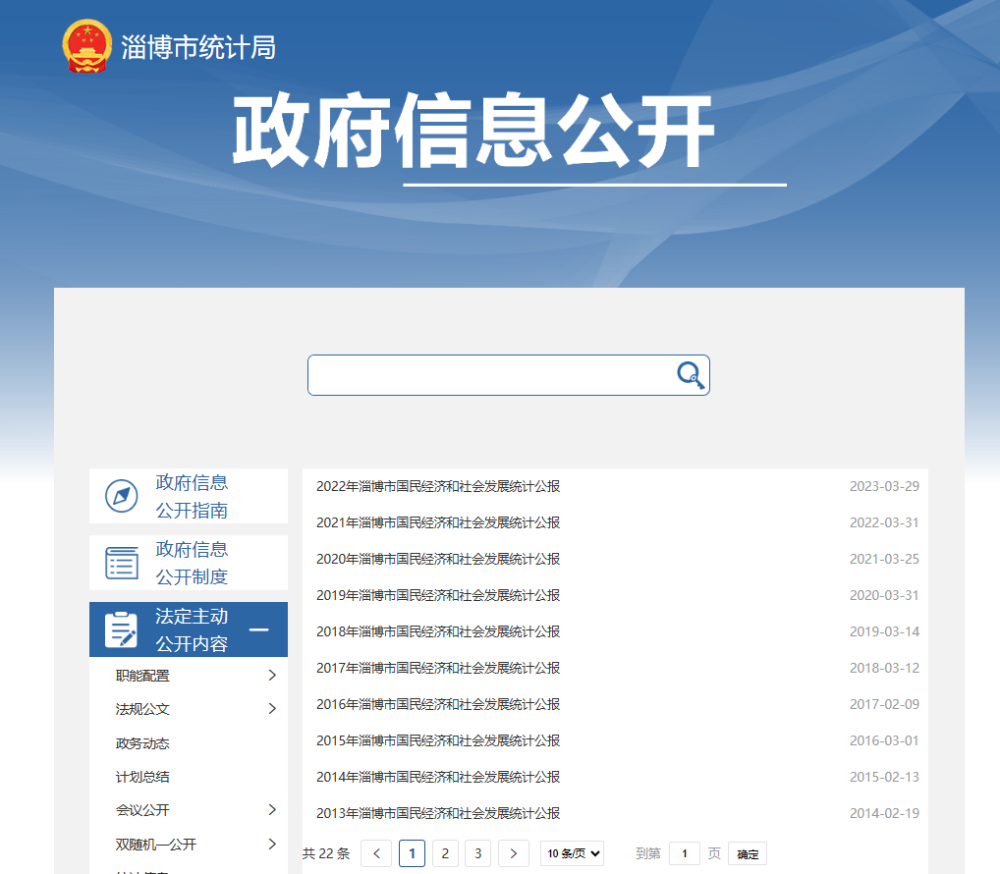 淄博市统计局
政府信息公开
政府信息
公开指南
政府信息
公开制度
法定主动
公开内容
职能配置
法规公文
政务动态
计划总结
会议公开
双随机一公开
2022年淄博市国民经济和社会发展统计公报 2023-03-29
2021年淄博市国民经济和社会发展统计公报 2022-03-31
2020年淄博市国民经济和社会发展统计公报 2021-03-25
2019年淄博市国民经济和社会发展统计公报 2020-03-31
2018年淄博市国民经济和社会发展统计公报 2019-03-14
2017年淄博市国民经济和社会发展统计公报 2018-03-12
2016年淄博市国民经济和社会发展统计公报 2017-02-09
2015年淄博市国民经济和社会发展统计公报 2016-03-01
2014年淄博市国民经济和社会发展统计公报 2015-02-13
2013年淄博市国民经济和社会发展统计公报 2014-02-19
共 22 条 < 1 2 3 > 10 条/页 到第 1 页 确定